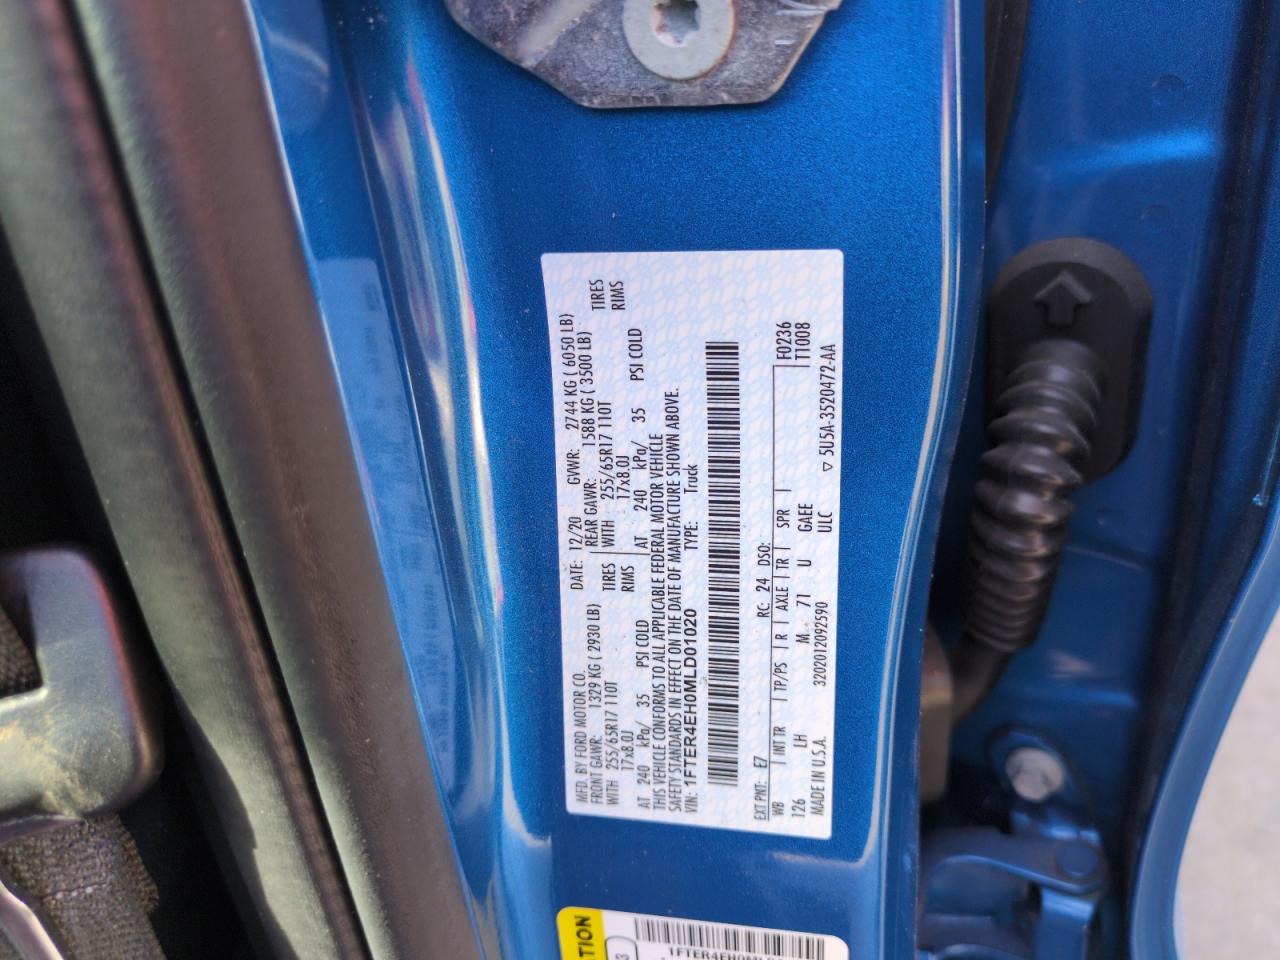 MFD. BY FORD MOTOR CO.
DATE: 12/20 GVWR: 2744 KG ( 6050 LB)
FRONT GAWR: 1329 KG ( 2930 LB) REAR GAWR: 1588 KG ( 3500 LB)
WITH 255/65R17 110T TIRES WITH 255/65R17 110T TIRES
17x8.0J RIMS 17x8.0J RIMS
AT 240 kPa/ 35 PSI COLD AT 240 kPa/ 35 PSI COLD
THIS VEHICLE CONFORMS TO ALL APPLICABLE FEDERAL MOTOR VEHICLE
SAFETY STANDARDS IN EFFECT ON THE DATE OF MANUFACTURE SHOWN ABOVE.
VIN: 1FTER4EH0MLD01020 TYPE: Truck
EXT PNT: E7 RC: 24 DSO: F0236
WB INT TR TP/PS R AXLE TR SPR T1008
126 LH M 71 U GAEE
MADE IN U.S.A. 3202012092590 ULC ▽ 5U5A-3520472-AA